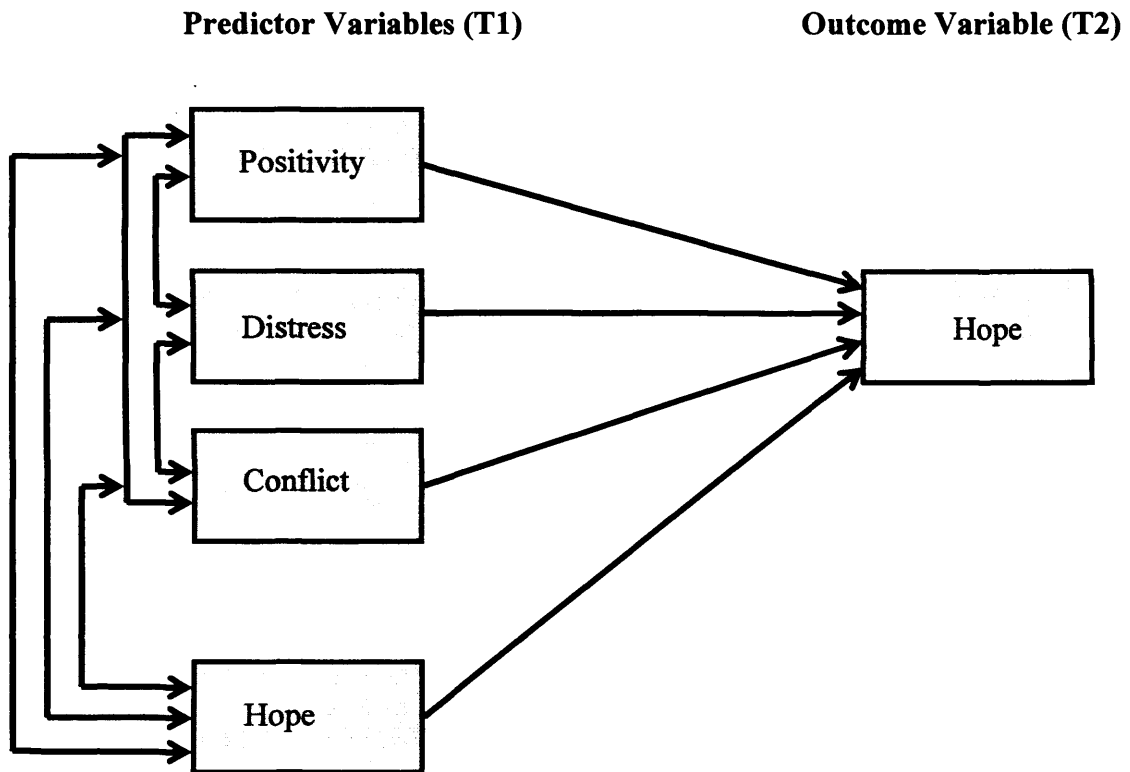 Predictor Variables (T1)
Outcome Variable (T2)
Positivity
Distress
Hope
Conflict
Hope